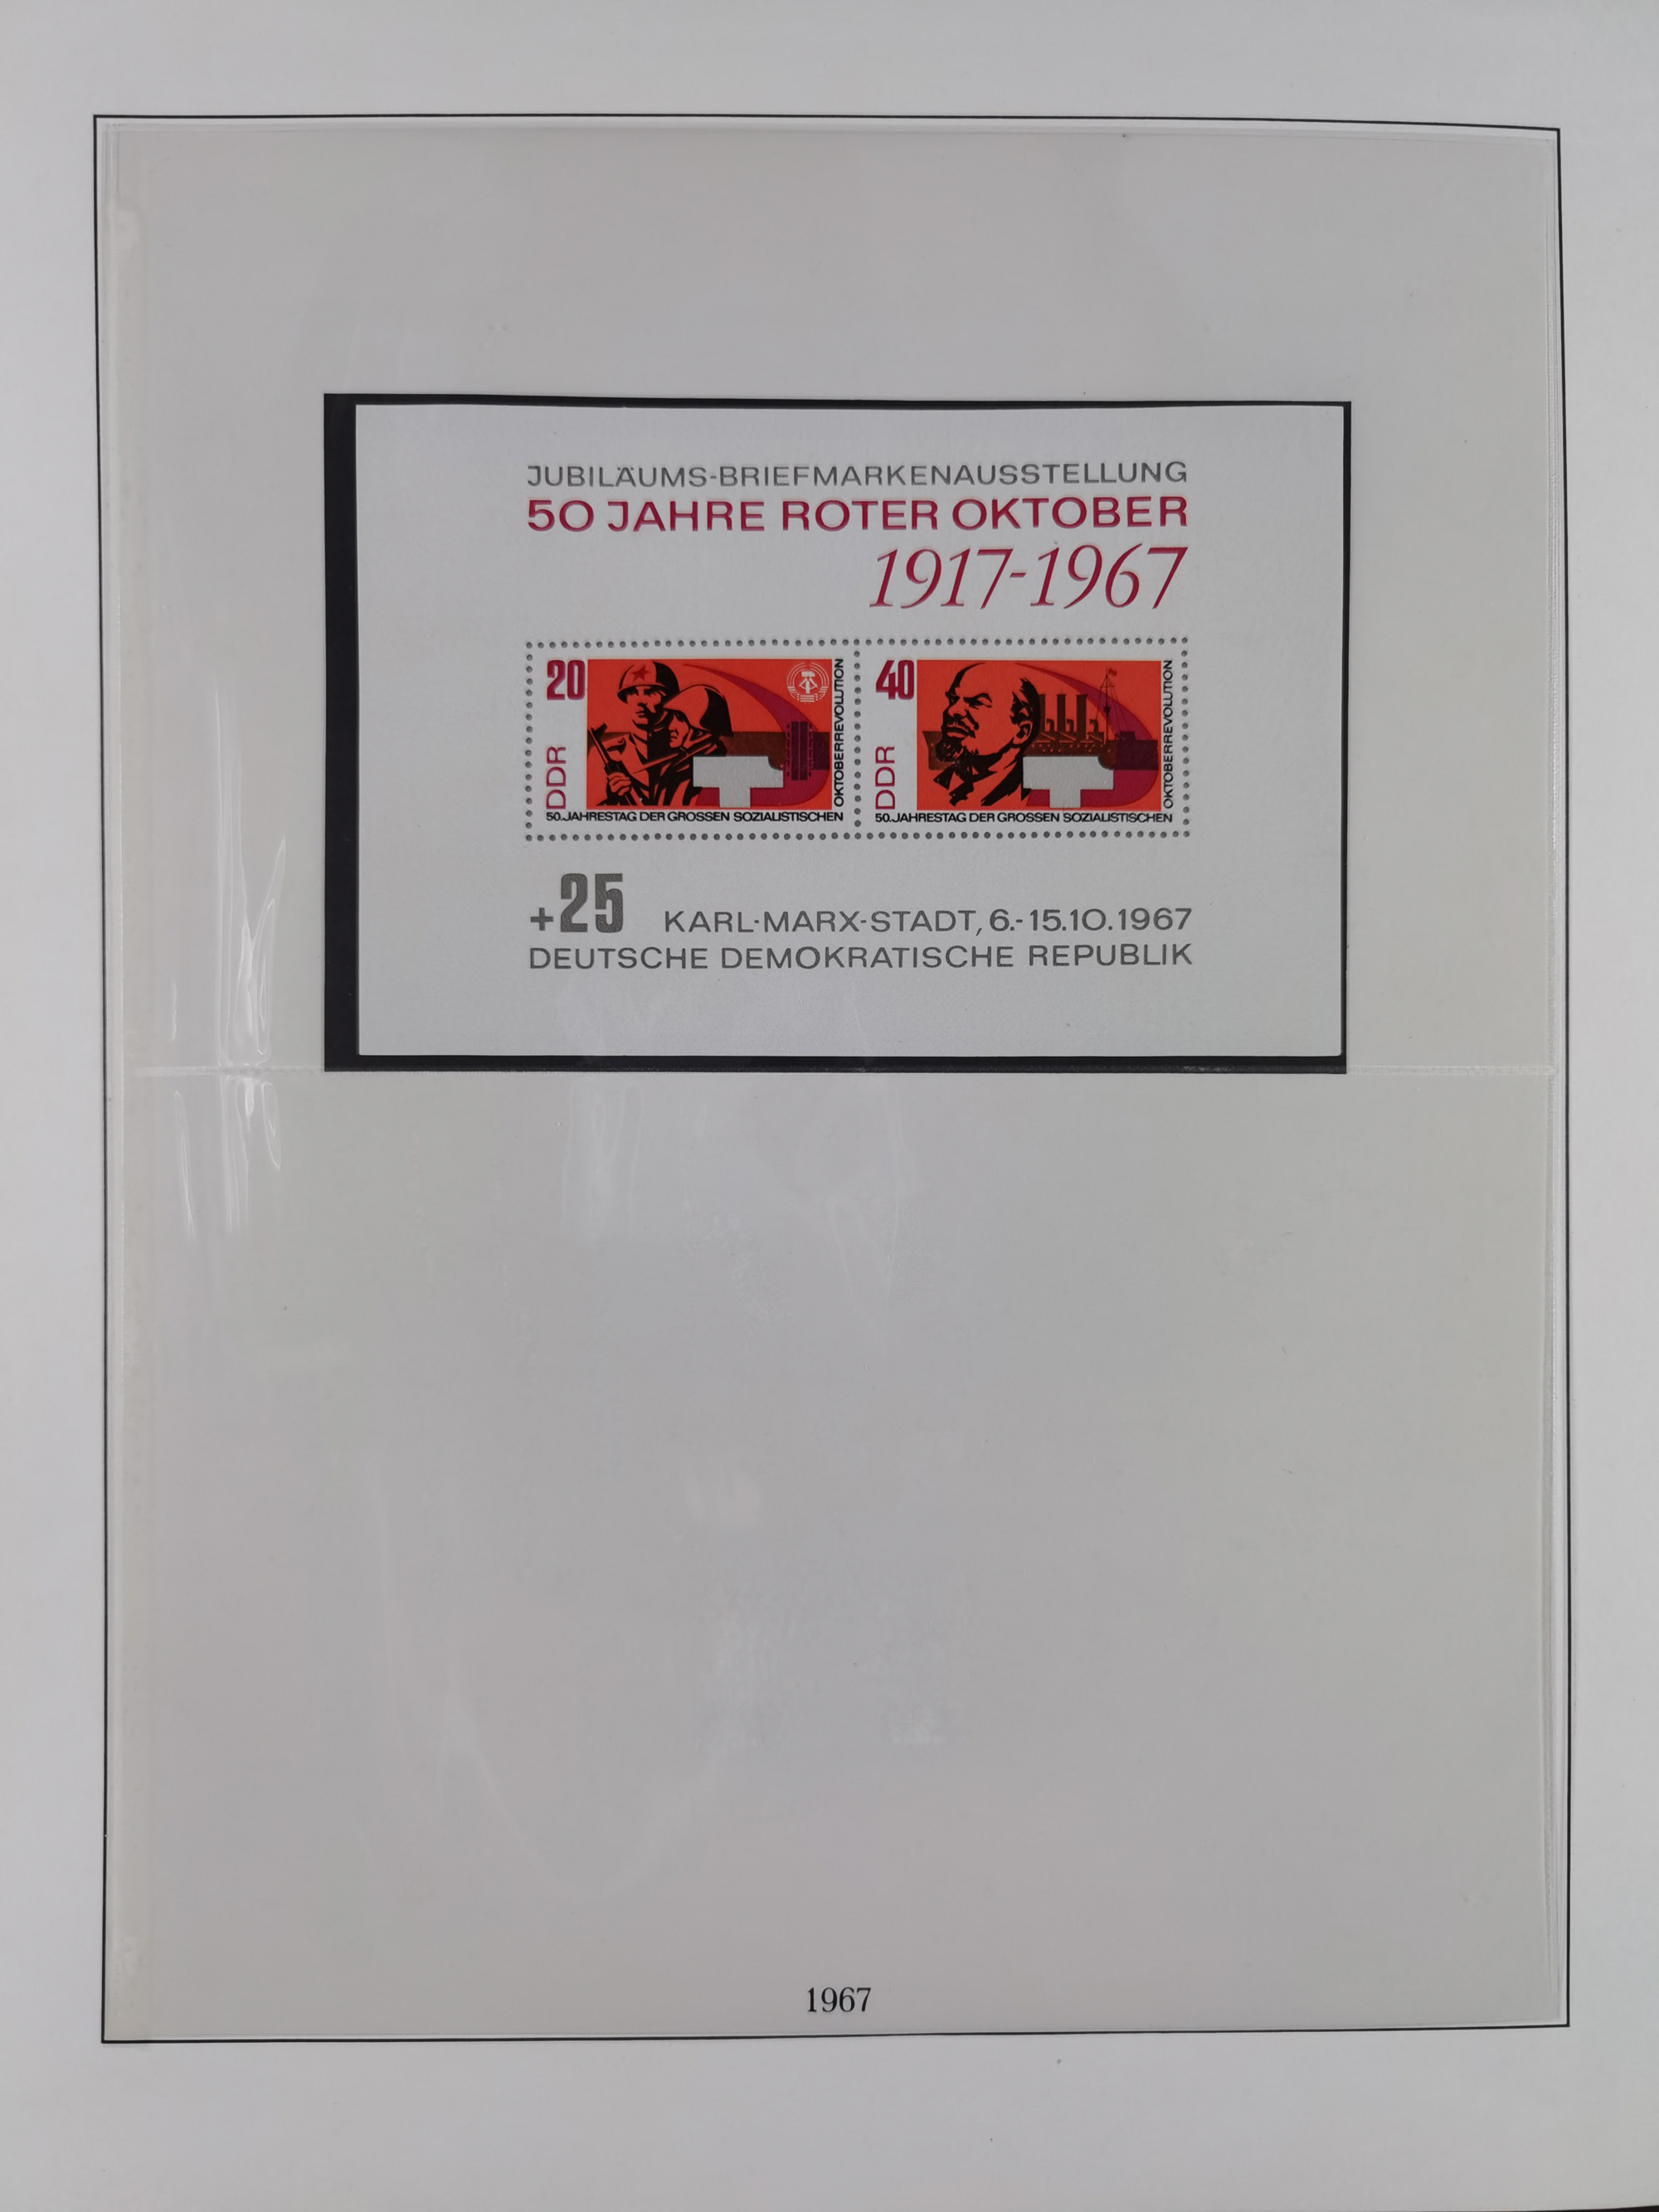 JUBILÄUMS-BRIEFMARKENAUSSTELLUNG
50 JAHRE ROTER OKTOBER
1917-1967
20
DDR
OKTOBERREVOLUTION
50.JAHRESTAG DER GROSSEN SOZIALISTISCHEN
40
DDR
OKTOBERREVOLUTION
50.JAHRESTAG DER GROSSEN SOZIALISTISCHEN
+25 KARL-MARX-STADT, 6.-15.10.1967
DEUTSCHE DEMOKRATISCHE REPUBLIK
1967